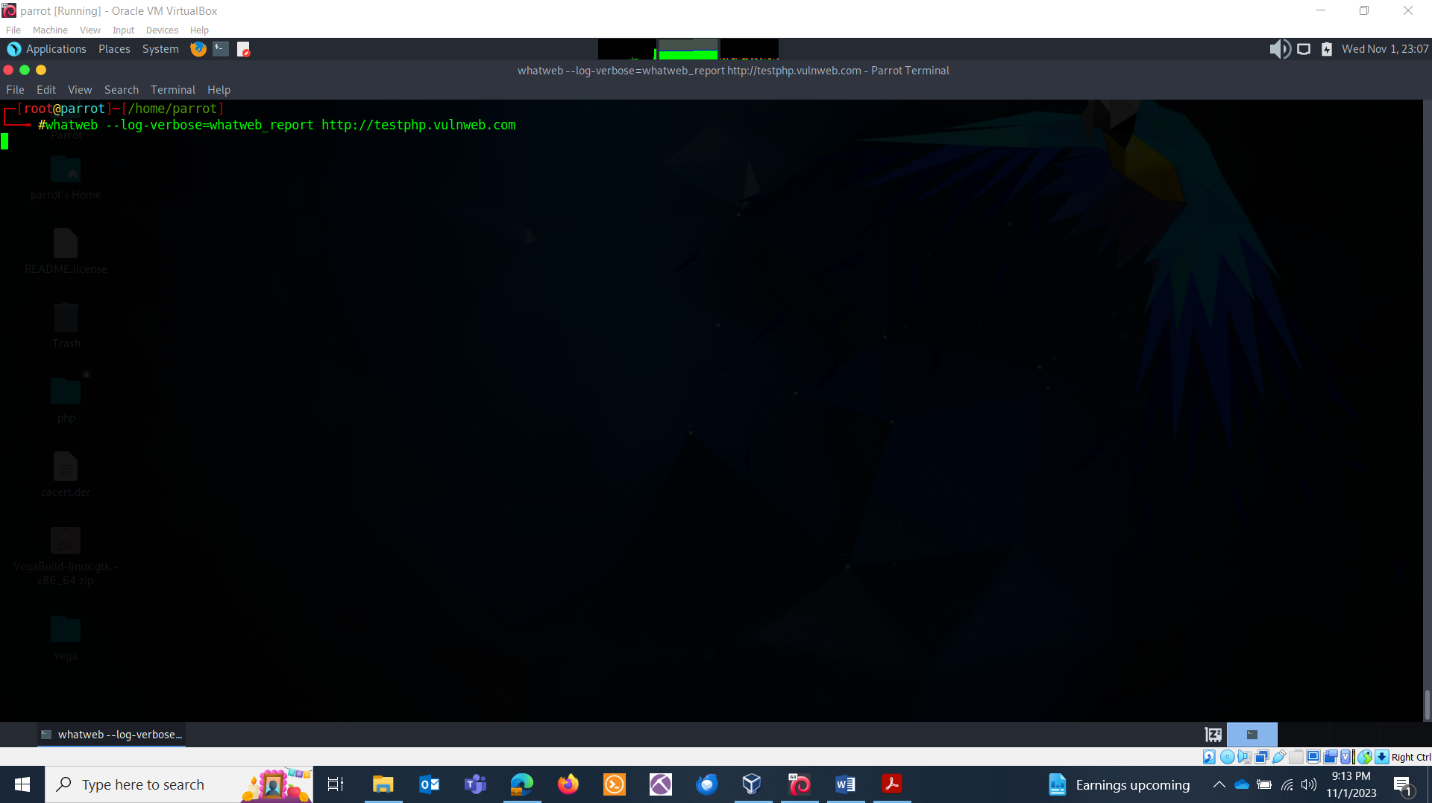 parrot [Running] - Oracle VM VirtualBox
File Machine View Input Devices Help
Applications Places System
Wed Nov 1, 23:07
whatweb --log-verbose=whatweb_report http://testphp.vulnweb.com - Parrot Terminal
File Edit View Search Terminal Help
[root@parrot]─[/home/parrot]
#whatweb --log-verbose=whatweb_report http://testphp.vulnweb.com
Parrot
parrot's Home
README.license
Trash
php
cacert.der
ZIP
VegaBuild-linux.gtk.-
x86_64.zip
vega
whatweb --log-verbose…
Right Ctrl
Type here to search
Earnings upcoming
9:13 PM
11/1/2023
1